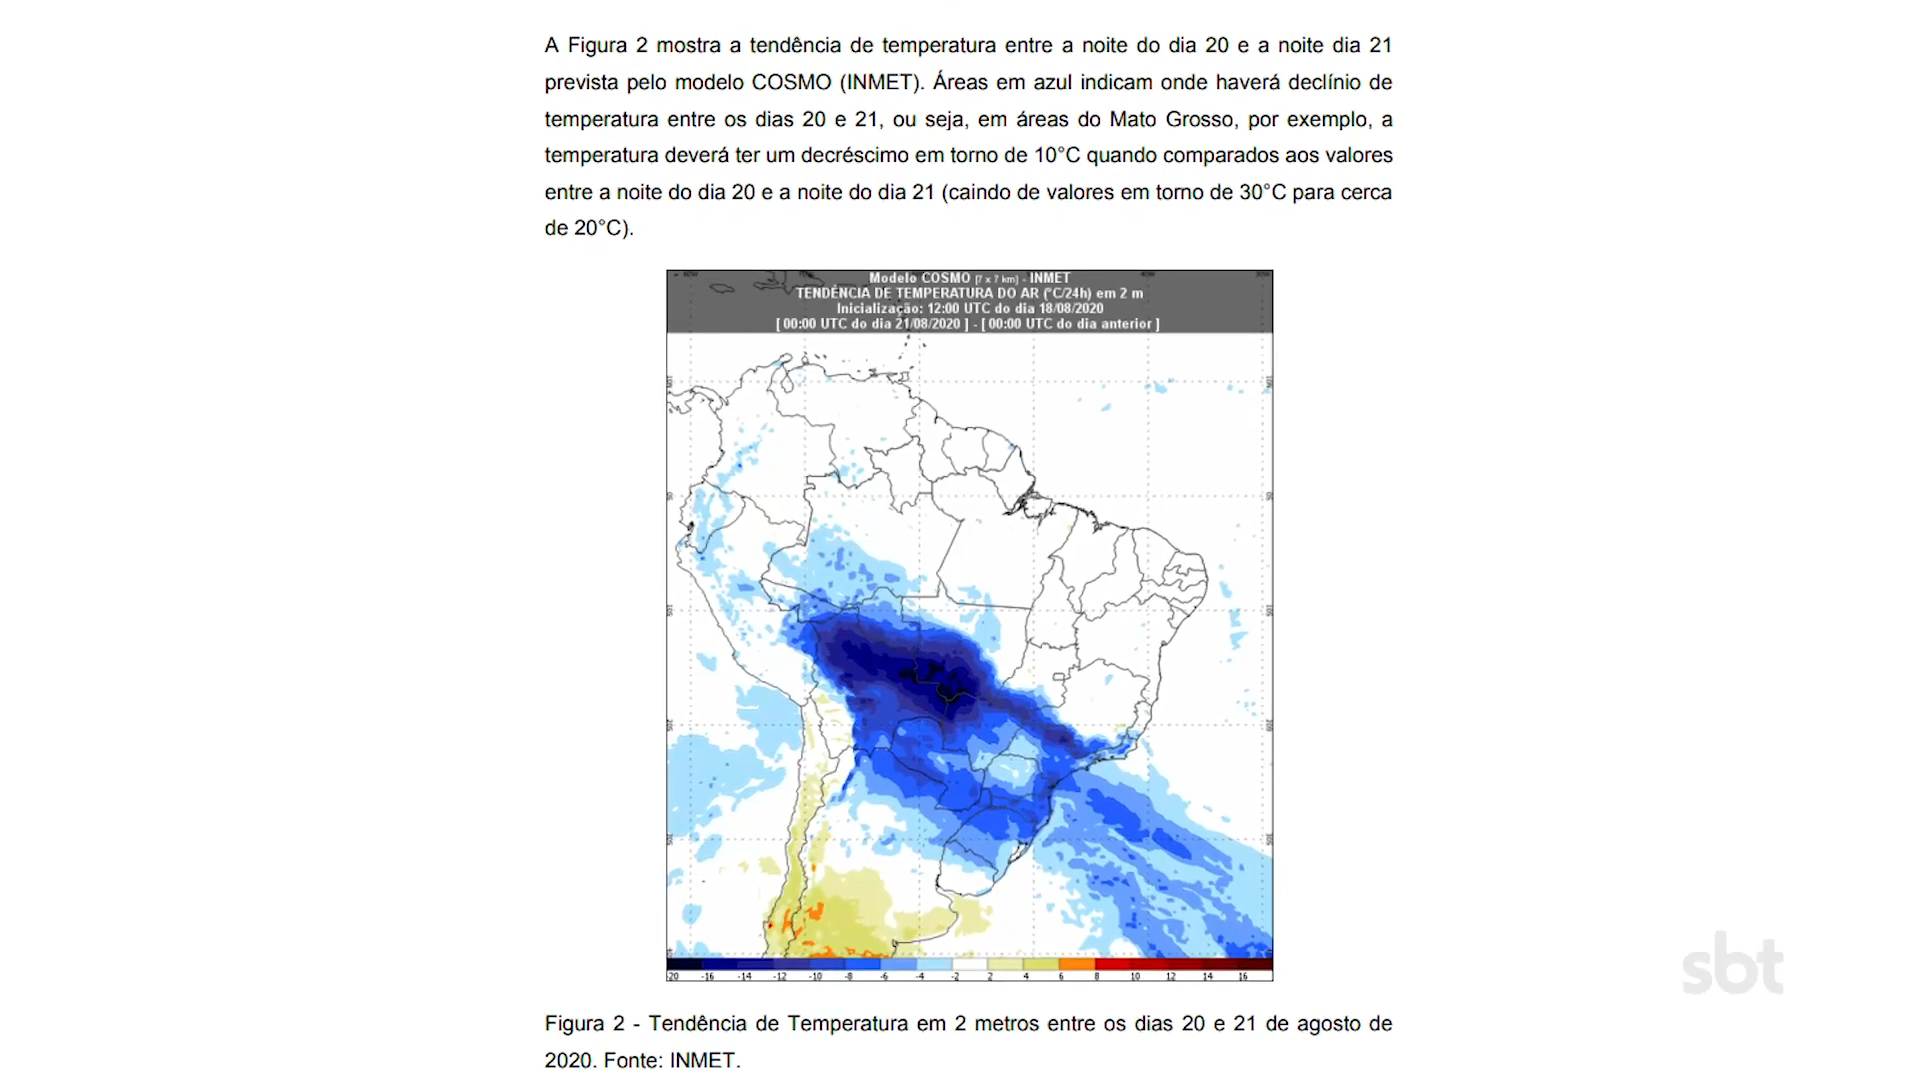 A Figura 2 mostra a tendência de temperatura entre a noite do dia 20 e a noite dia 21
prevista pelo modelo COSMO (INMET). Áreas em azul indicam onde haverá declínio de
temperatura entre os dias 20 e 21, ou seja, em áreas do Mato Grosso, por exemplo, a
temperatura deverá ter um decréscimo em torno de 10°C quando comparados aos valores
entre a noite do dia 20 e a noite do dia 21 (caindo de valores em torno de 30°C para cerca
de 20°C).
Modelo COSMO [7 x 7 km] - INMET
TENDÊNCIA DE TEMPERATURA DO AR (°C/24h) em 2 m
Inicialização: 12:00 UTC do dia 18/08/2020
[ 00:00 UTC do dia 21/08/2020 ] - [ 00:00 UTC do dia anterior ]
-20 -16 -14 -12 -10 -8 -6 -4 -2 2 4 6 8 10 12 14 16
sbt
Figura 2 - Tendência de Temperatura em 2 metros entre os dias 20 e 21 de agosto de
2020. Fonte: INMET.